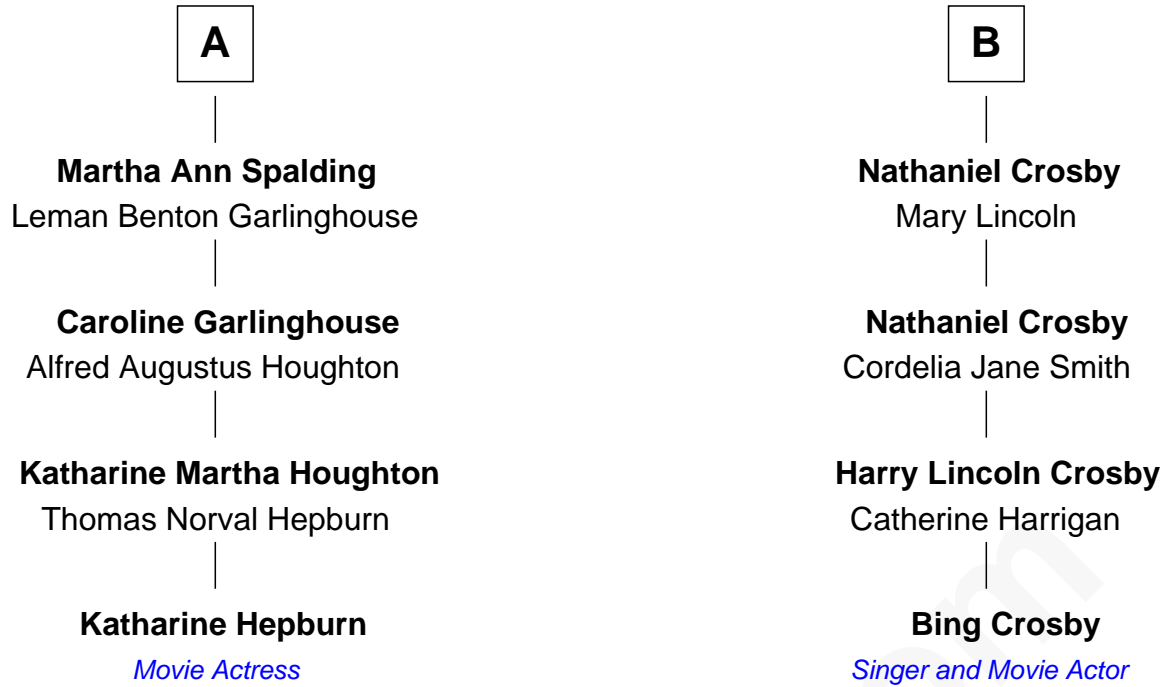 A
B
Martha Ann Spalding
Leman Benton Garlinghouse
Nathaniel Crosby
Mary Lincoln
Caroline Garlinghouse
Alfred Augustus Houghton
Nathaniel Crosby
Cordelia Jane Smith
Katharine Martha Houghton
Thomas Norval Hepburn
Harry Lincoln Crosby
Catherine Harrigan
Katharine Hepburn
Movie Actress
Bing Crosby
Singer and Movie Actor